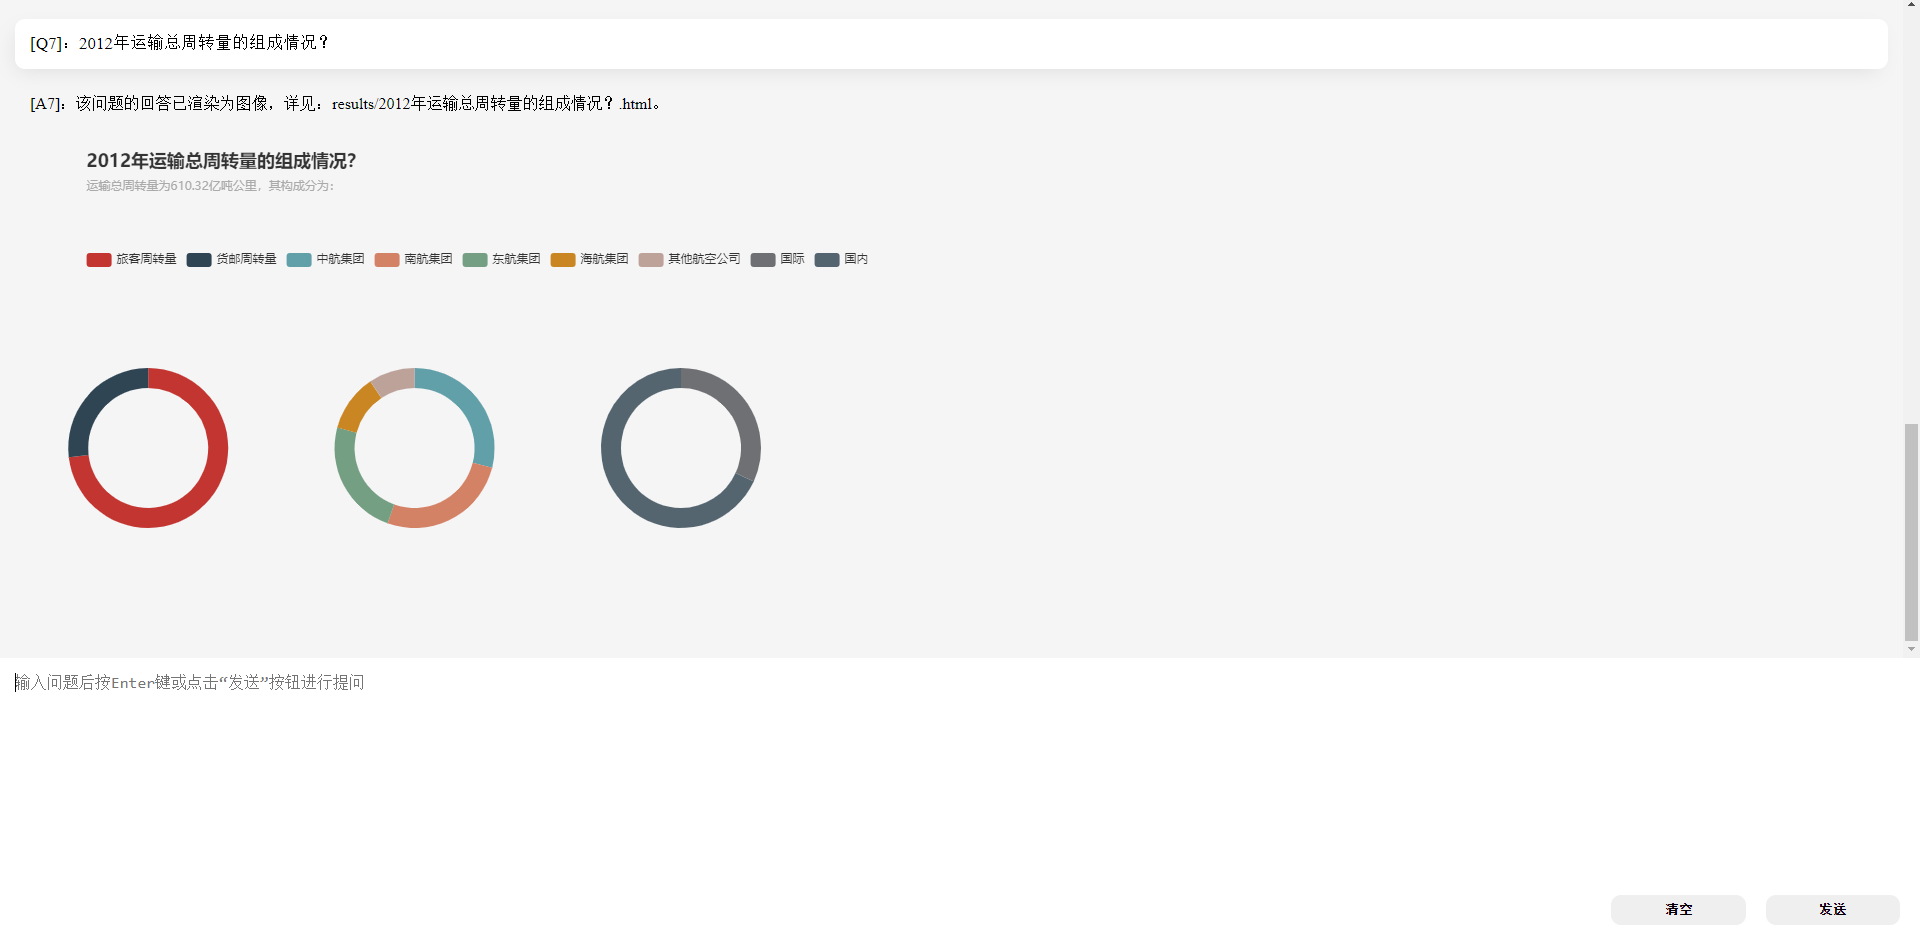 [Q7]：2012年运输总周转量的组成情况？
[A7]：该问题的回答已渲染为图像，详见：results/2012年运输总周转量的组成情况？.html。
2012年运输总周转量的组成情况?
运输总周转量为610.32亿吨公里，其构成分为：
旅客周转量 货邮周转量 中航集团 南航集团 东航集团 海航集团 其他航空公司 国际 国内
输入问题后按Enter键或点击“发送”按钮进行提问
清空 发送